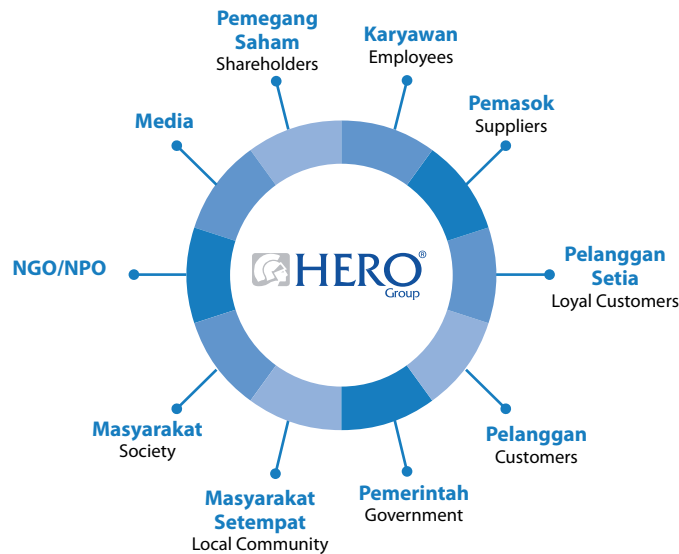 Pemegang
Saham
Shareholders
Karyawan
Employees
Pemasok
Suppliers
Media
NGO/NPO
HERO®
Group
Pelanggan
Setia
Loyal Customers
Masyarakat
Society
Pelanggan
Customers
Masyarakat
Setempat
Local Community
Pemerintah
Government